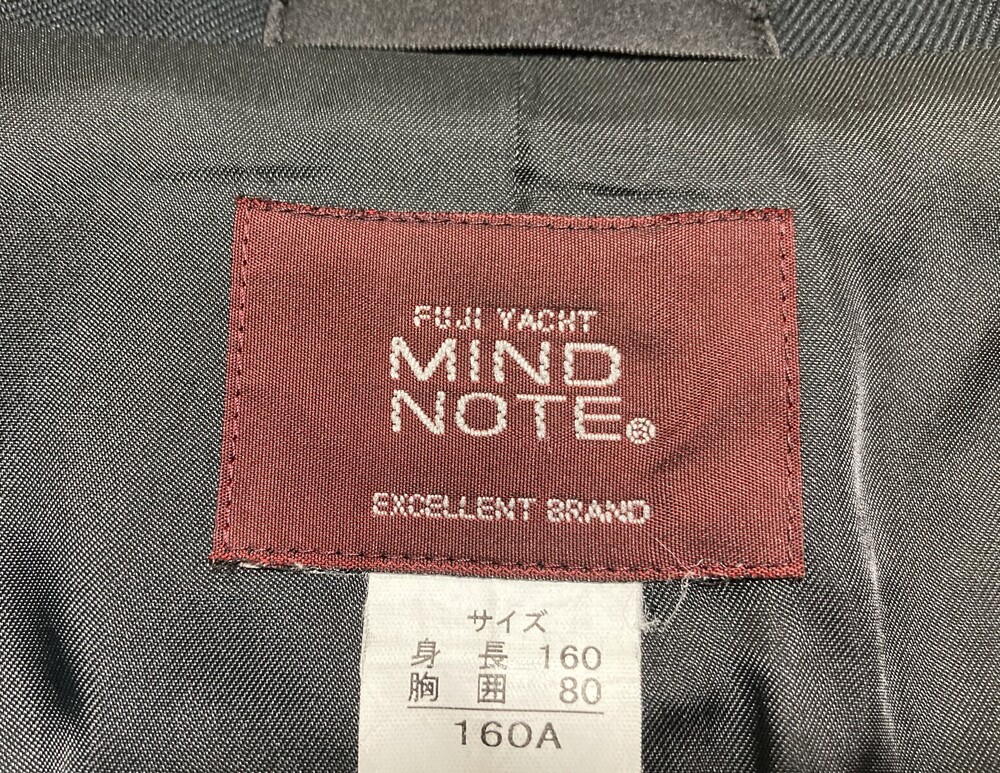 FUJI YACHT
MIND
NOTE®
EXCELLENT BRAND
サイズ
身長 160
胸囲 80
160A